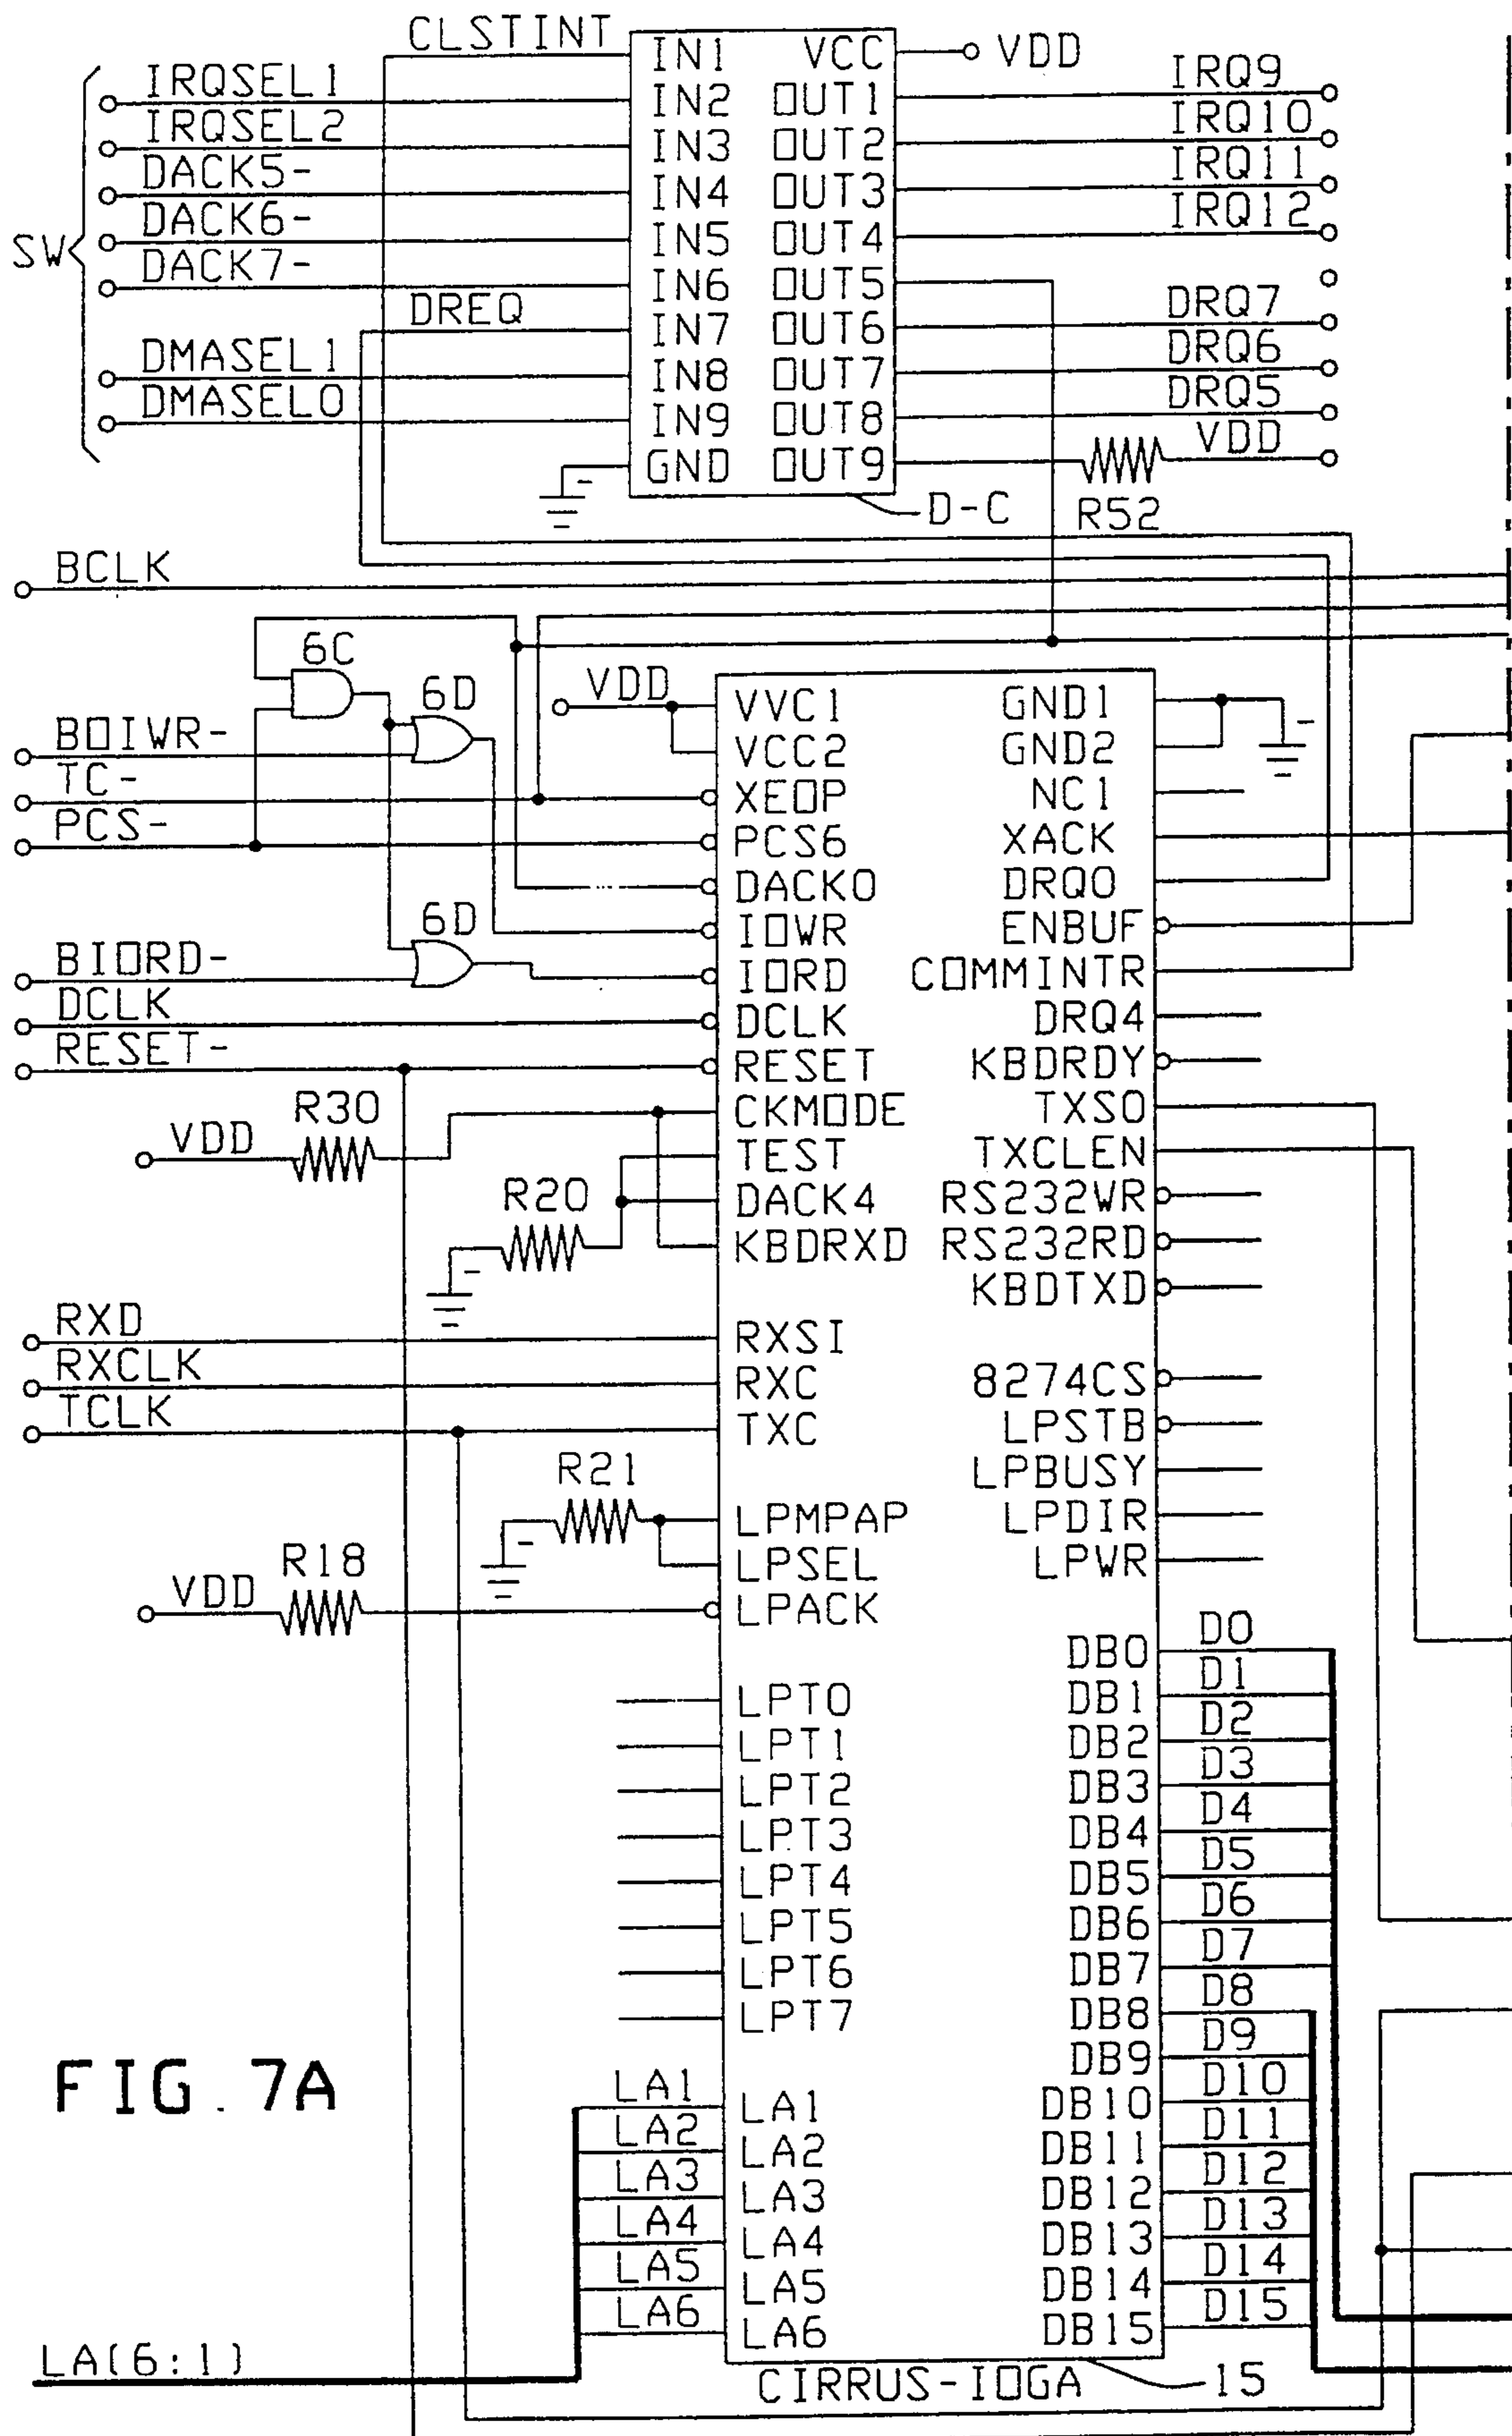 CLSTINT
IRQSEL1
IRQSEL2
DACK5-
DACK6-
DACK7-
SW
DREQ
DMASEL1
DMASEL0
IN1 VCC
IN2 OUT1
IN3 OUT2
IN4 OUT3
IN5 OUT4
IN6 OUT5
IN7 OUT6
IN8 OUT7
IN9 OUT8
GND OUT9
VDD
IRQ9
IRQ10
IRQ11
IRQ12
DRQ7
DRQ6
DRQ5
VDD
R52
D-C
BCLK
6C
6D
BOIWR-
TC-
PCS-
6D
BIORD-
DCLK
RESET-
R30
VDD
R20
RXD
RXCLK
TCLK
R21
R18
VDD
VDD
VVC1 GND1
VCC2 GND2
XEOP NC1
PCS6 XACK
DACK0 DRQ0
IOWR ENBUF
IORD COMMINTR
DCLK DRQ4
RESET KBDRDY
CKMODE TXSO
TEST TXCLEN
DACK4 RS232WR
KBDRXD RS232RD
KBDTXD
RXSI
RXC 8274CS
TXC LPSTB
LPBUSY
LPMPAP LPDIR
LPSEL LPWR
LPACK
DB0 D0
LPT0 DB1 D1
LPT1 DB2 D2
LPT2 DB3 D3
LPT3 DB4 D4
LPT4 DB5 D5
LPT5 DB6 D6
LPT6 DB7 D7
LPT7 DB8 D8
DB9 D9
LA1 LA1 DB10 D10
LA2 LA2 DB11 D11
LA3 LA3 DB12 D12
LA4 LA4 DB13 D13
LA5 LA5 DB14 D14
LA6 LA6 DB15 D15
FIG. 7A
LA(6:1)
CIRRUS-IOGA 15